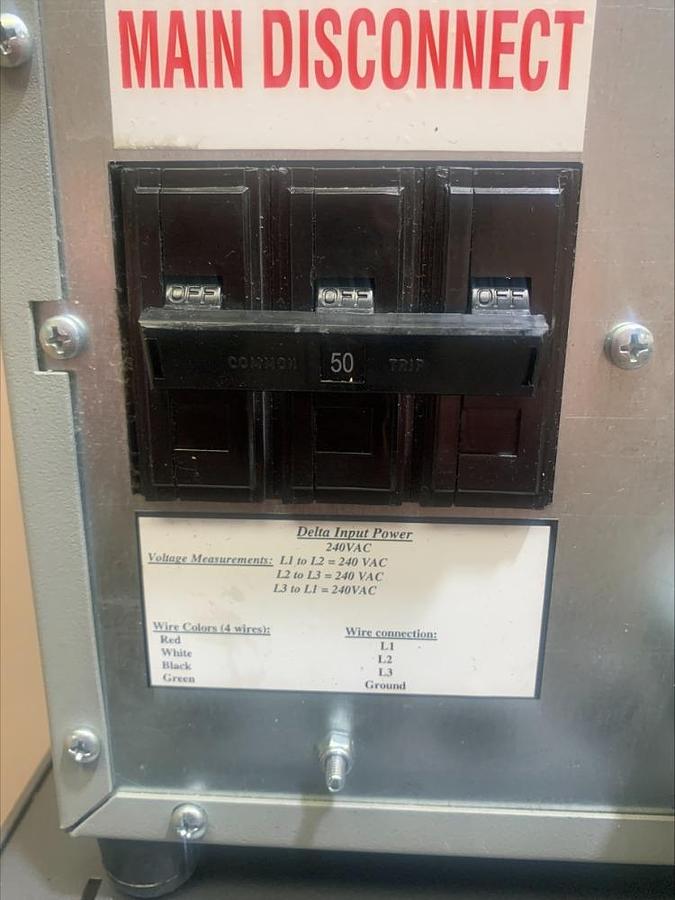 MAIN DISCONNECT
OFF OFF OFF
COMMON 50 TRIP
Delta Input Power
240VAC
Voltage Measurements: L1 to L2 = 240 VAC
L2 to L3 = 240 VAC
L3 to L1 = 240VAC
Wire Colors (4 wires): Wire connection:
Red L1
White L2
Black L3
Green Ground